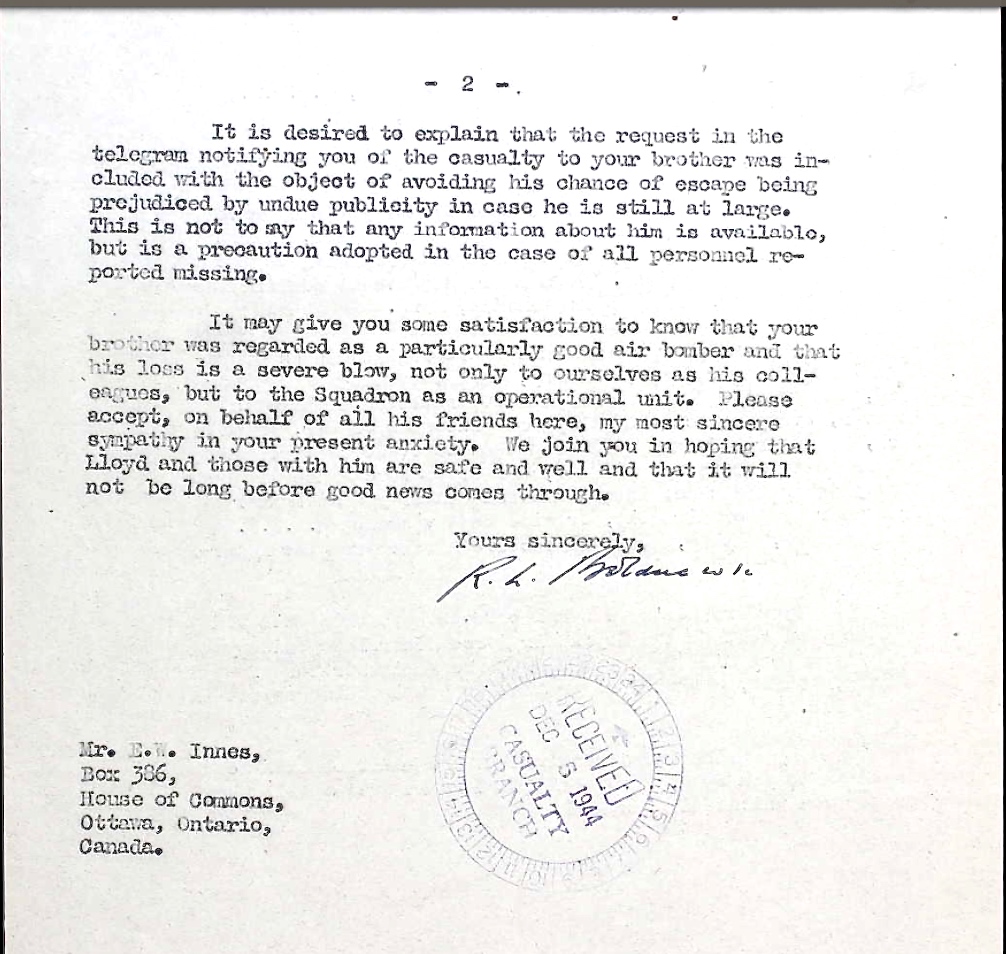 - 2 -.
It is desired to explain that the request in the
telegram notifying you of the casualty to your brother was in-
cluded with the object of avoiding his chance of escape being
prejudiced by undue publicity in case he is still at large.
This is not to say that any information about him is available,
but is a precaution adopted in the case of all personnel re-
ported missing.
It may give you some satisfaction to know that your
brother was regarded as a particularly good air bomber and that
his loss is a severe blow, not only to ourselves as his coll-
eagues, but to the Squadron as an operational unit. Please
accept, on behalf of all his friends here, my most sincere
sympathy in your present anxiety. We join you in hoping that
Lloyd and those with him are safe and well and that it will
not be long before good news comes through.
Yours sincerely,
R. L.
RECEIVED
DEC 5 1944
CASUALTY
BRANCH
Mr. E.W. Innes,
Box 386,
House of Commons,
Ottawa, Ontario,
Canada.